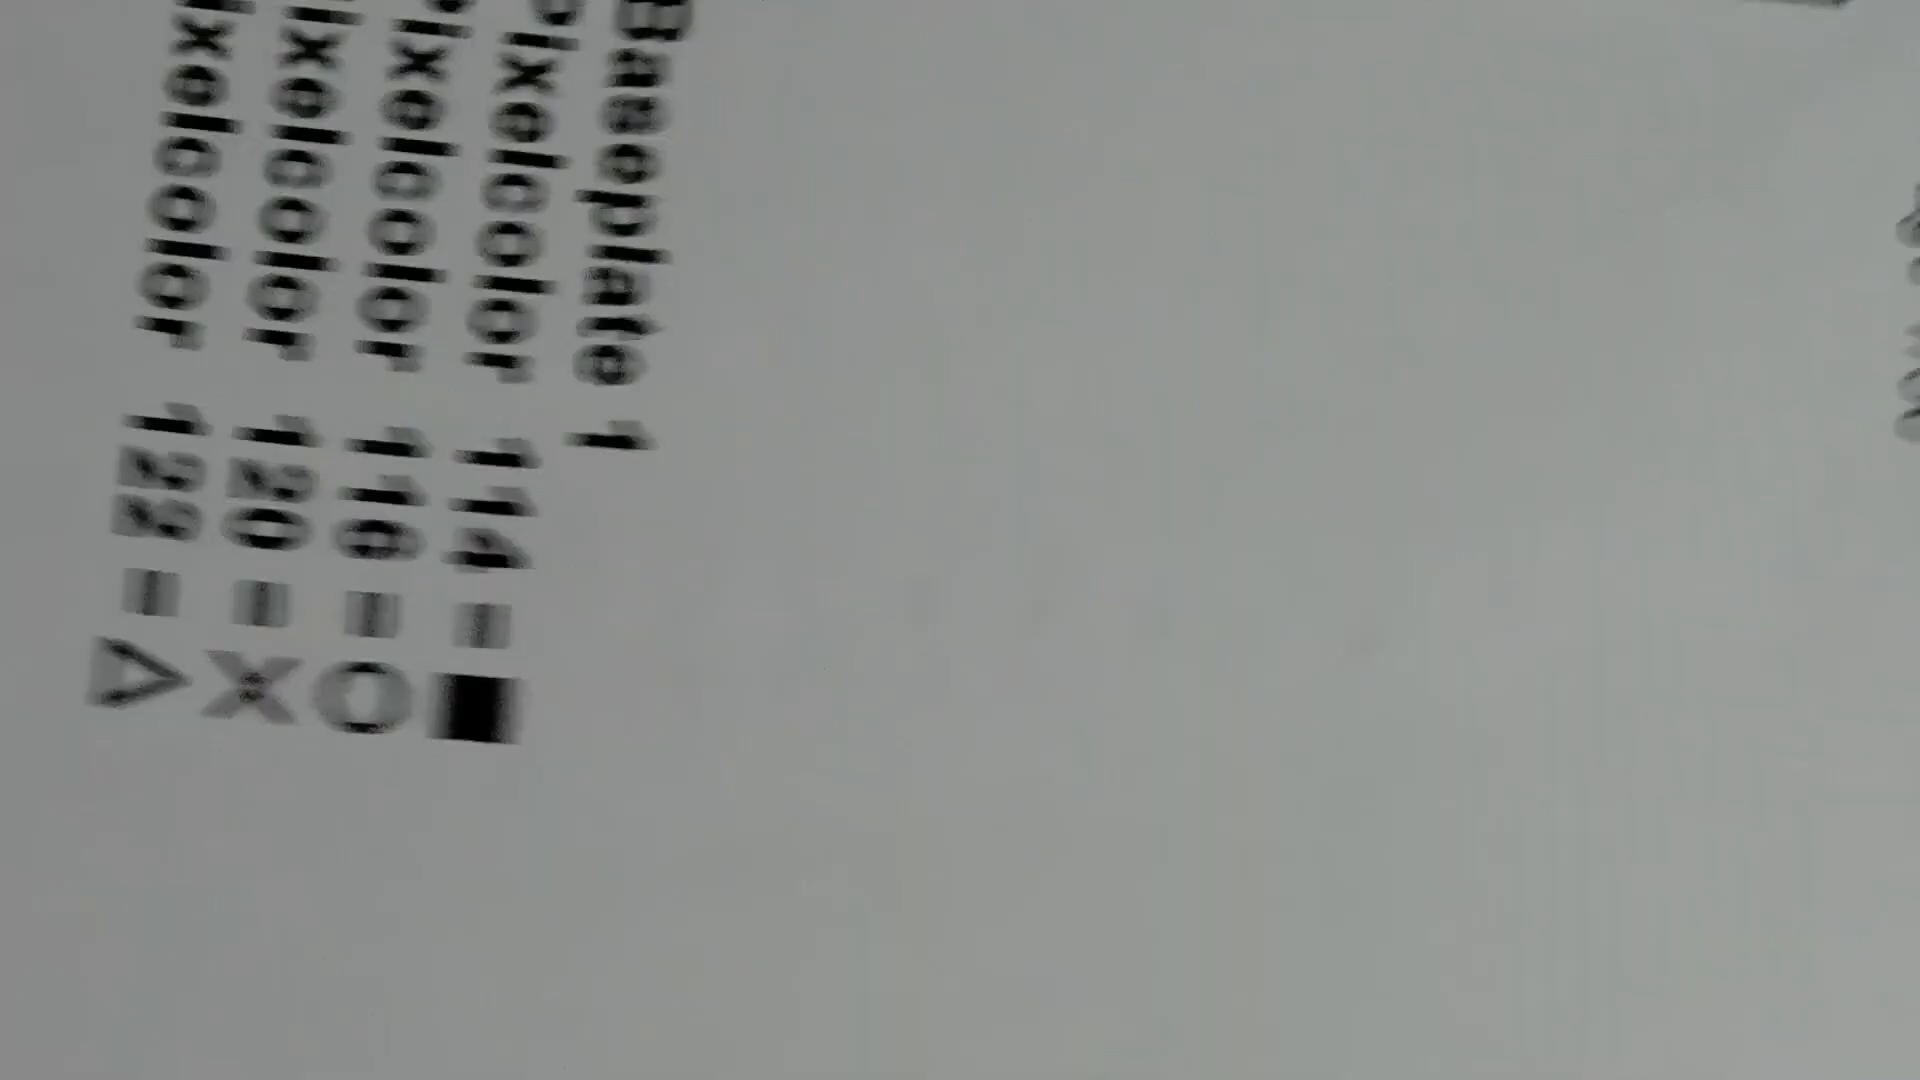 Baseplate 1
pixelcolor 114 = ■
pixelcolor 116 = O
pixelcolor 120 = X
pixelcolor 122 = △